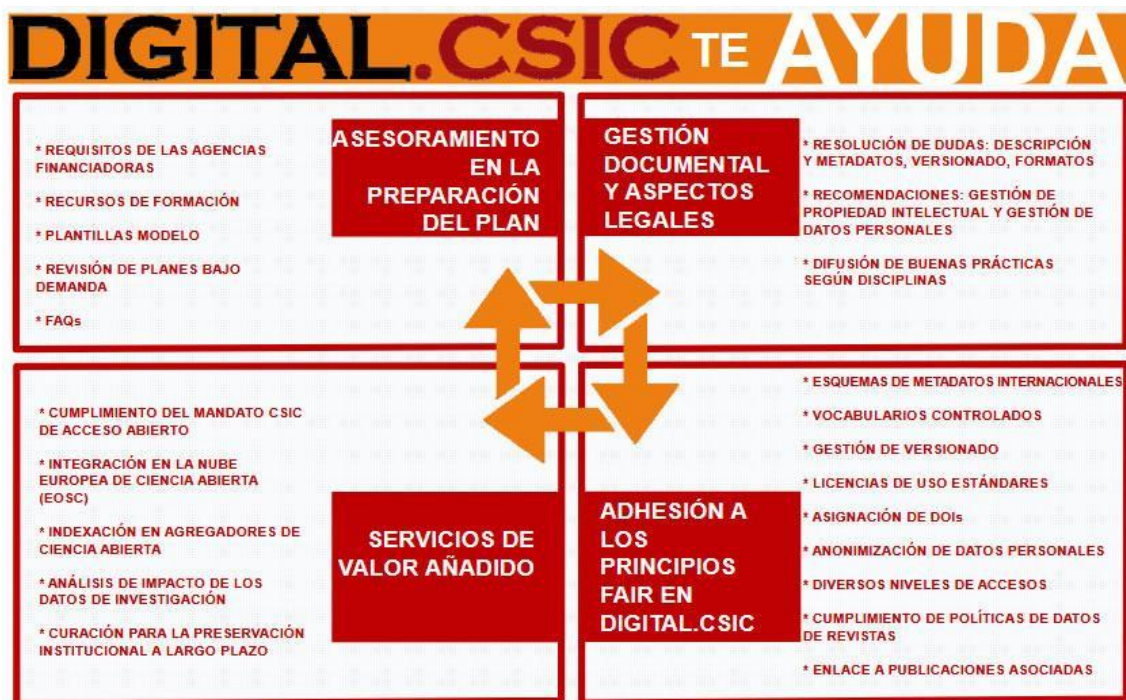 DIGITAL.CSIC TE AYUDA
ASESORAMIENTO
EN LA
PREPARACIÓN
DEL PLAN
* REQUISITOS DE LAS AGENCIAS
FINANCIADORAS
* RECURSOS DE FORMACIÓN
* PLANTILLAS MODELO
* REVISIÓN DE PLANES BAJO
DEMANDA
* FAQs
GESTIÓN
DOCUMENTAL
Y ASPECTOS
LEGALES
* RESOLUCIÓN DE DUDAS: DESCRIPCIÓN
Y METADATOS, VERSIONADO, FORMATOS
* RECOMENDACIONES: GESTIÓN DE
PROPIEDAD INTELECTUAL Y GESTIÓN DE
DATOS PERSONALES
* DIFUSIÓN DE BUENAS PRÁCTICAS
SEGÚN DISCIPLINAS
* CUMPLIMIENTO DEL MANDATO CSIC
DE ACCESO ABIERTO
* INTEGRACIÓN EN LA NUBE
EUROPEA DE CIENCIA ABIERTA
(EOSC)
* INDEXACIÓN EN AGREGADORES DE
CIENCIA ABIERTA
* ANÁLISIS DE IMPACTO DE LOS
DATOS DE INVESTIGACIÓN
* CURACIÓN PARA LA PRESERVACIÓN
INSTITUCIONAL A LARGO PLAZO
SERVICIOS DE
VALOR AÑADIDO
ADHESIÓN A
LOS
PRINCIPIOS
FAIR EN
DIGITAL.CSIC
* ESQUEMAS DE METADATOS INTERNACIONALES
* VOCABULARIOS CONTROLADOS
* GESTIÓN DE VERSIONADO
* LICENCIAS DE USO ESTÁNDARES
* ASIGNACIÓN DE DOIs
* ANONIMIZACIÓN DE DATOS PERSONALES
* DIVERSOS NIVELES DE ACCESOS
* CUMPLIMIENTO DE POLÍTICAS DE DATOS
DE REVISTAS
* ENLACE A PUBLICACIONES ASOCIADAS